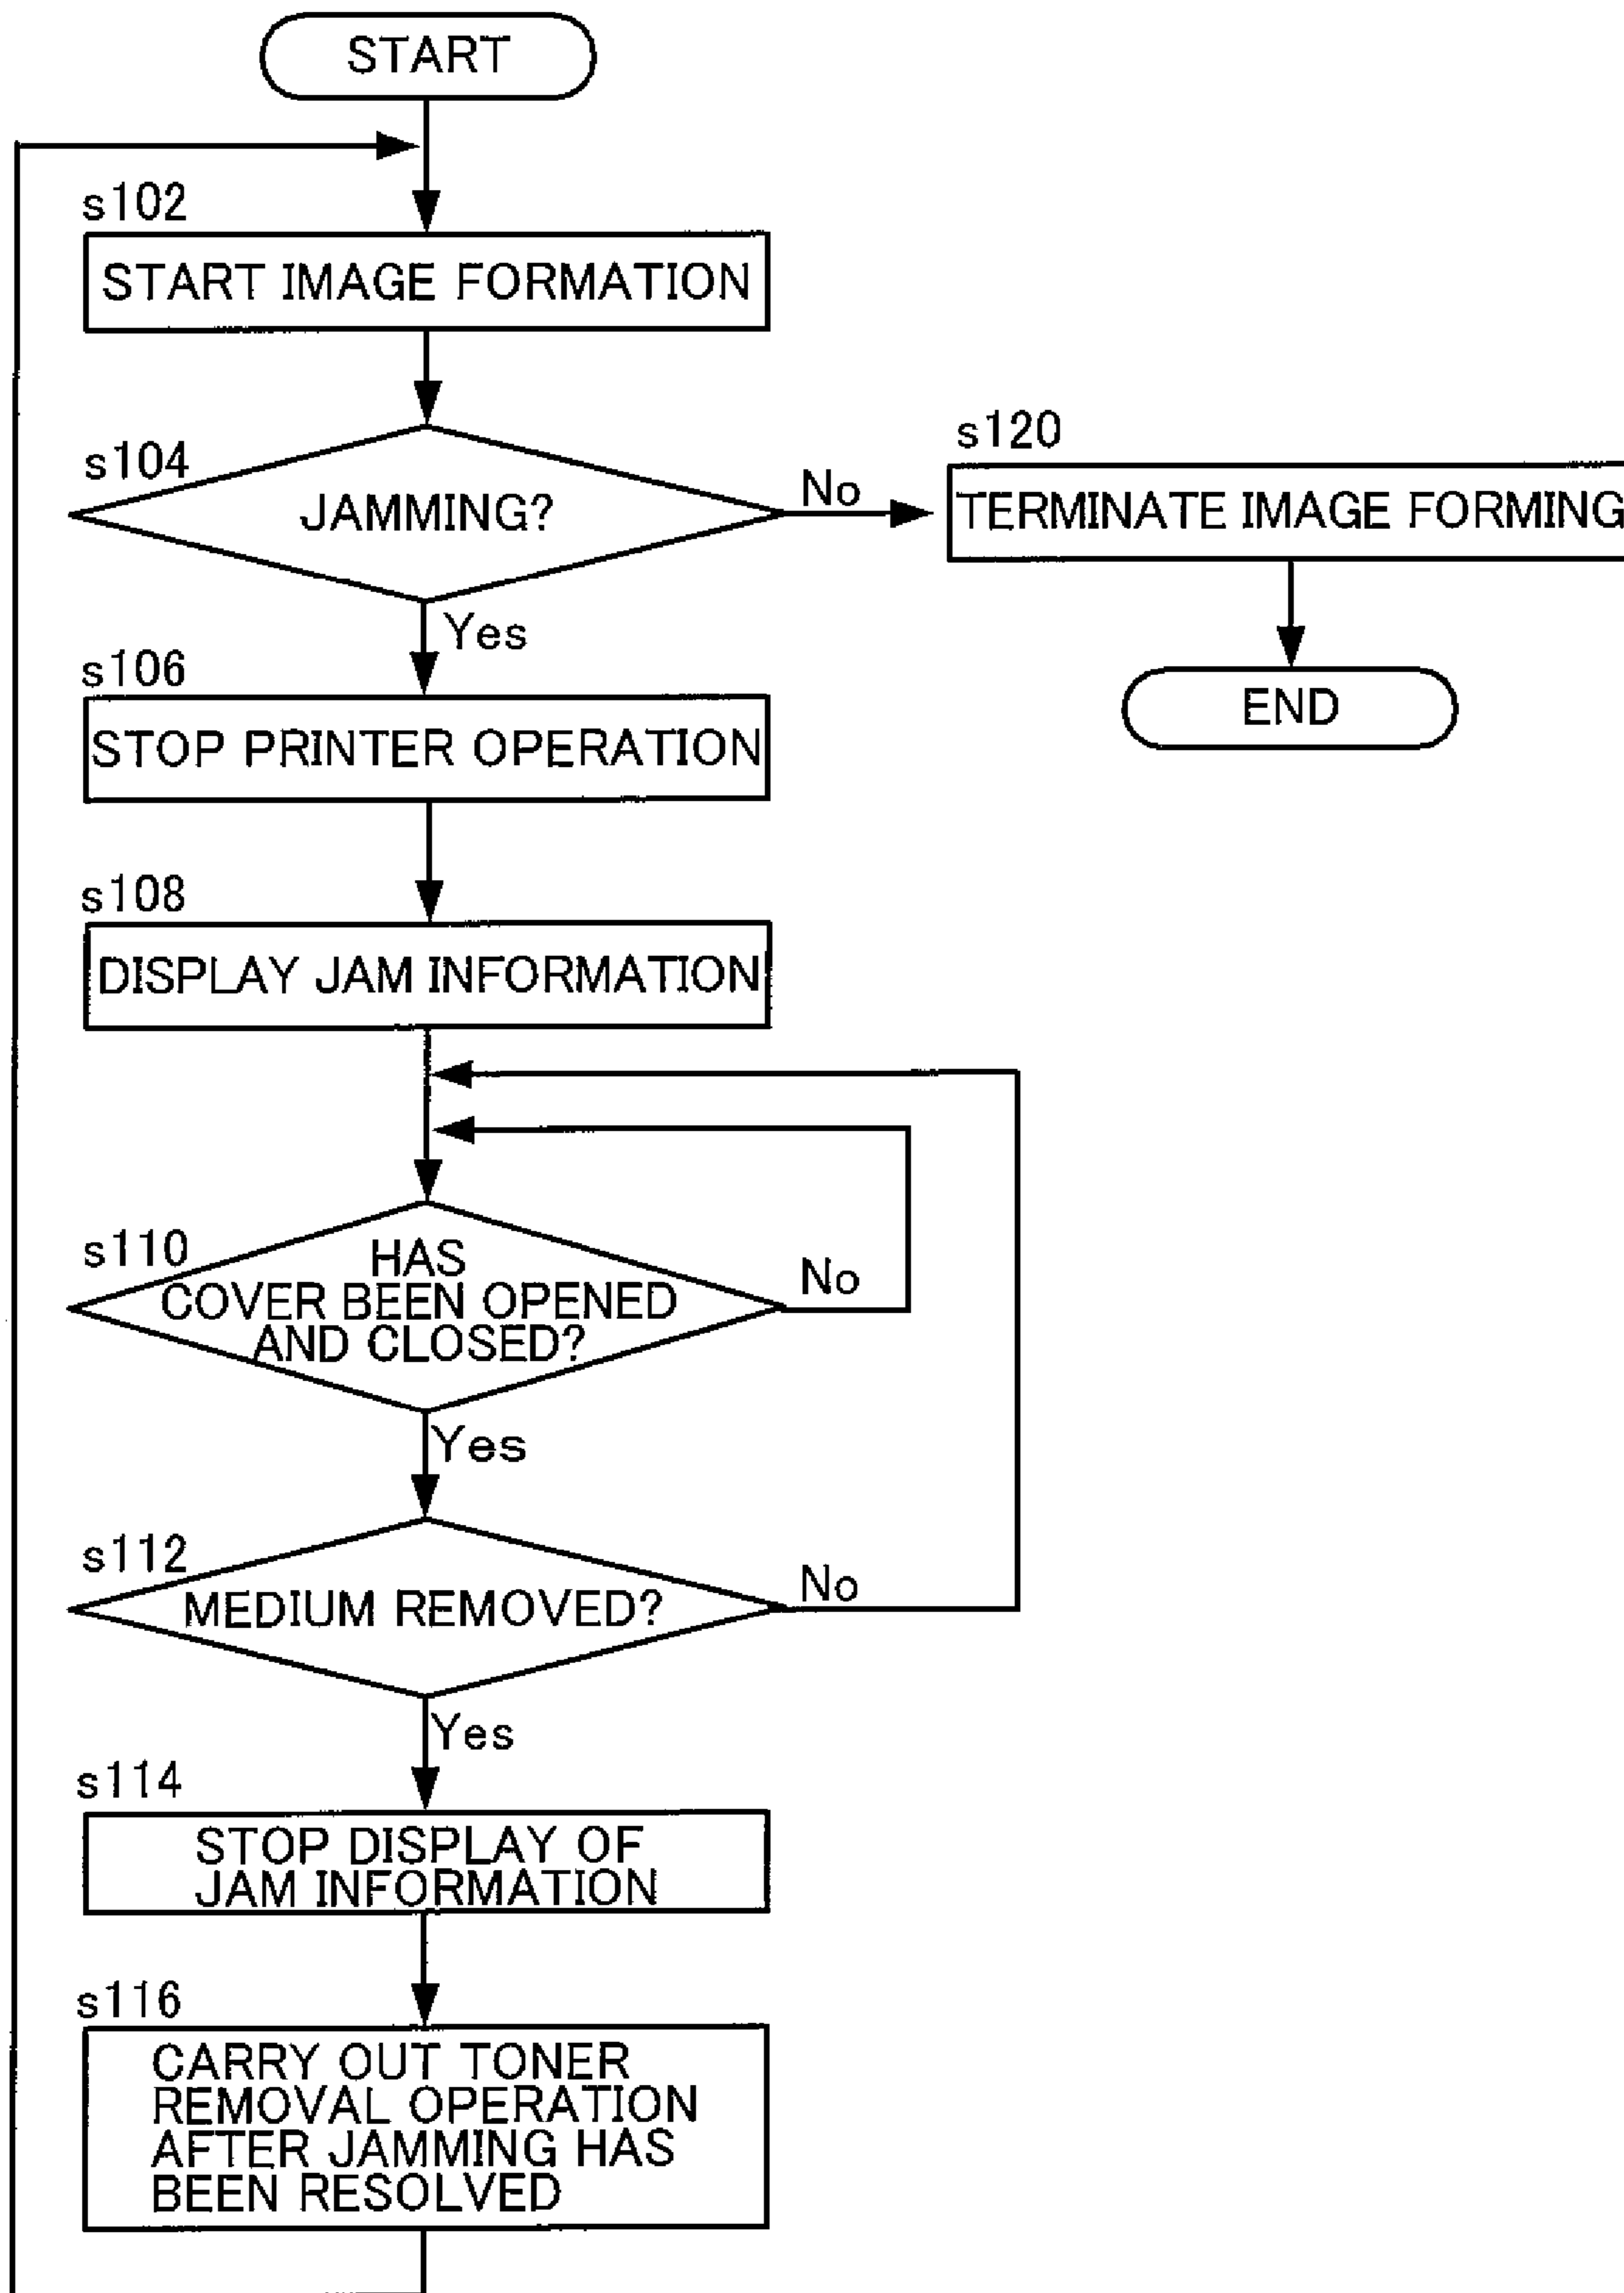 START
s102
START IMAGE FORMATION
s104
JAMMING?
No
s120
TERMINATE IMAGE FORMING
Yes
END
s106
STOP PRINTER OPERATION
s108
DISPLAY JAM INFORMATION
s110
HAS
COVER BEEN OPENED
AND CLOSED?
No
Yes
s112
MEDIUM REMOVED?
No
Yes
s114
STOP DISPLAY OF
JAM INFORMATION
s116
CARRY OUT TONER
REMOVAL OPERATION
AFTER JAMMING HAS
BEEN RESOLVED